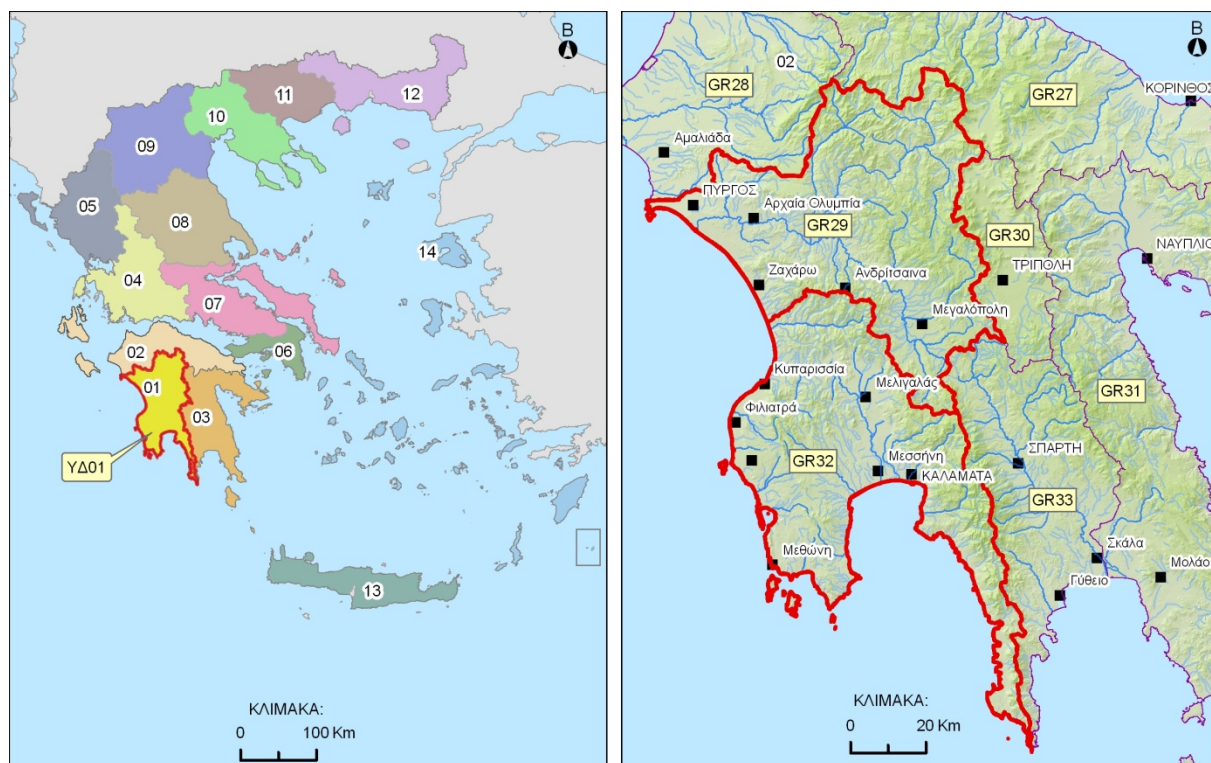 Β
12
11
10
09
05
08
14
04
07
02
06
01
03
ΥΔ01
13
ΚΛΙΜΑΚΑ:
0 100 Km
Β
02
GR28
GR27
ΚΟΡΙΝΘΟΣ
Αμαλιάδα
ΠΥΡΓΟΣ
Αρχαία Ολυμπία
GR29
GR30
ΝΑΥΠΛΙΟ
ΤΡΙΠΟΛΗ
Ζαχάρω
Ανδρίτσαινα
Μεγαλόπολη
Κυπαρισσία
Μελιγαλάς
GR31
Φιλιατρά
GR32
Μεσσήνη
ΣΠΑΡΤΗ
ΚΑΛΑΜΑΤΑ
GR33
Σκάλα
Μεθώνη
Μολάο
Γύθειο
ΚΛΙΜΑΚΑ:
0 20 Km